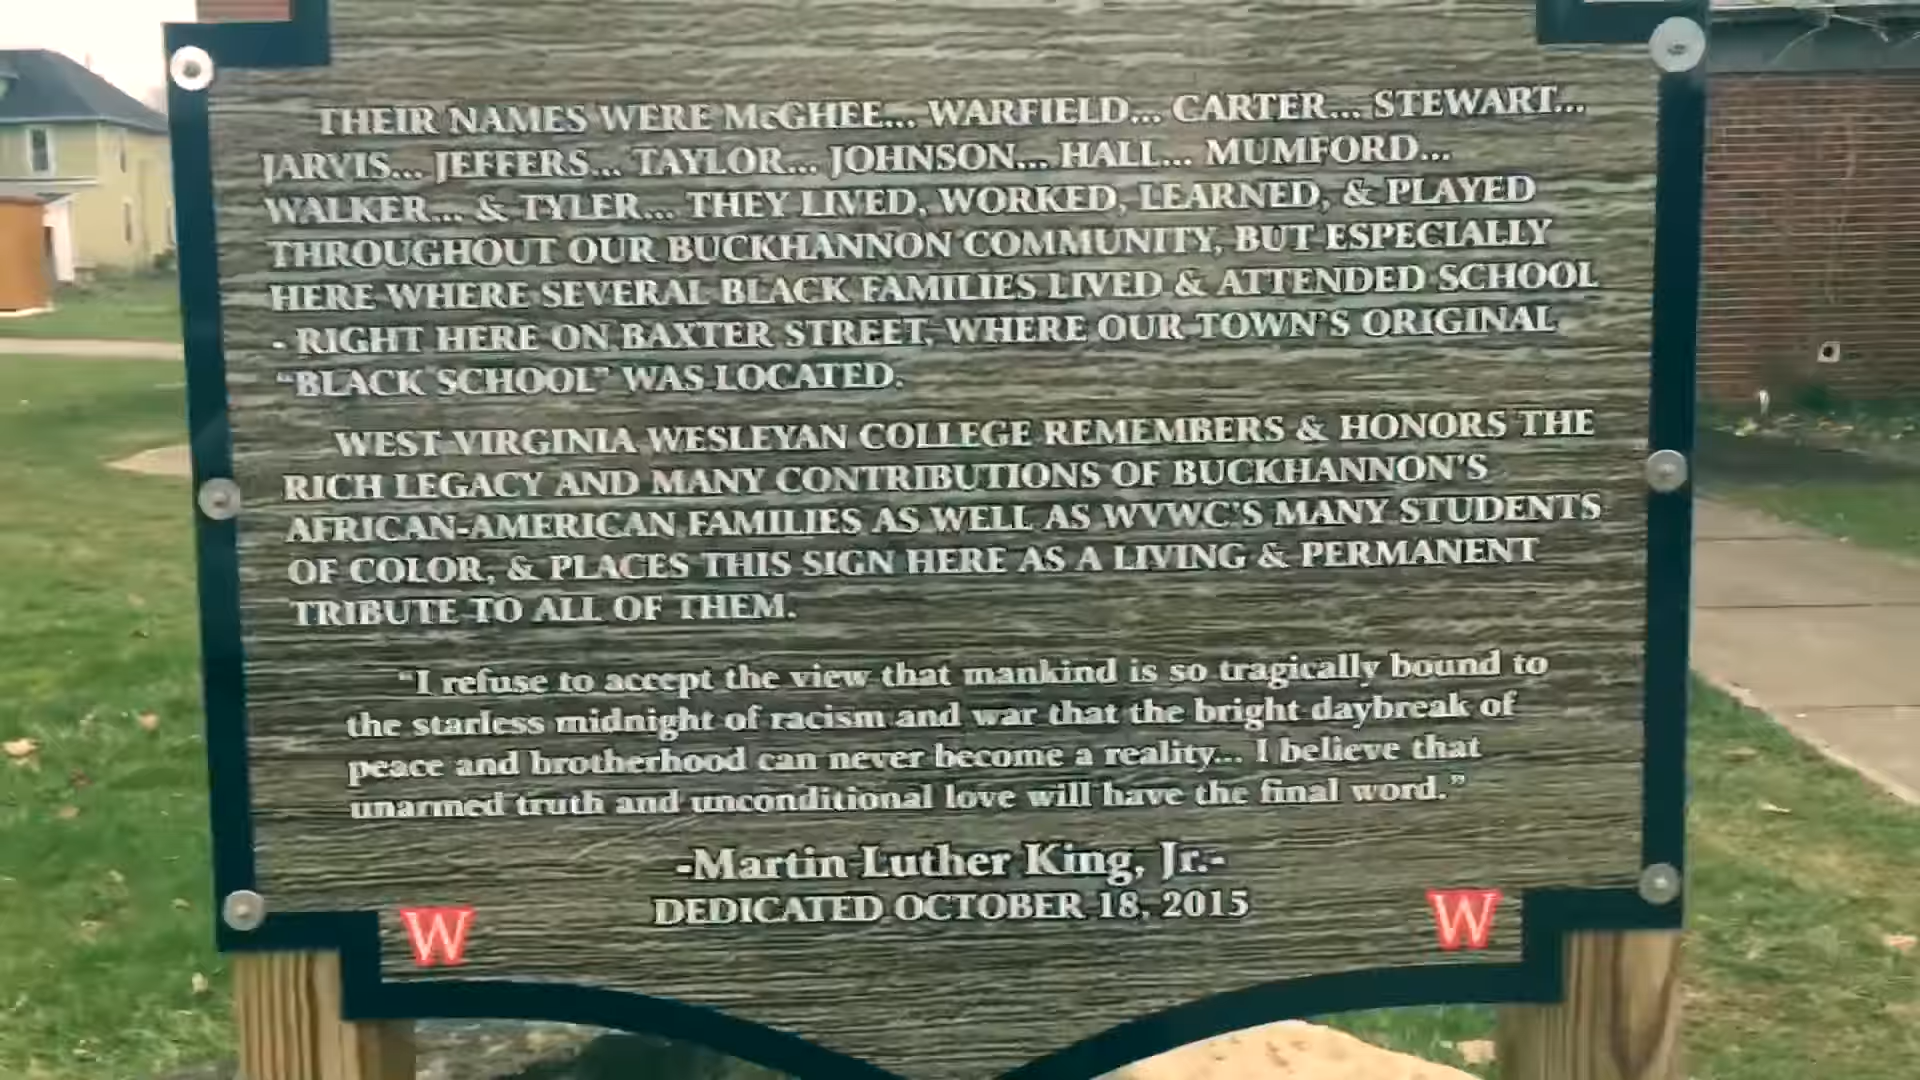 THEIR NAMES WERE McGHEE... WARFIELD... CARTER... STEWART...
JARVIS... JEFFERS... TAYLOR... JOHNSON... HALL... MUMFORD...
WALKER... & TYLER... THEY LIVED, WORKED, LEARNED, & PLAYED
THROUGHOUT OUR BUCKHANNON COMMUNITY, BUT ESPECIALLY
HERE WHERE SEVERAL BLACK FAMILIES LIVED & ATTENDED SCHOOL
- RIGHT HERE ON BAXTER STREET, WHERE OUR TOWN'S ORIGINAL
"BLACK SCHOOL" WAS LOCATED.
WEST VIRGINIA WESLEYAN COLLEGE REMEMBERS & HONORS THE
RICH LEGACY AND MANY CONTRIBUTIONS OF BUCKHANNON'S
AFRICAN-AMERICAN FAMILIES AS WELL AS WVWC'S MANY STUDENTS
OF COLOR, & PLACES THIS SIGN HERE AS A LIVING & PERMANENT
TRIBUTE TO ALL OF THEM.
"I refuse to accept the view that mankind is so tragically bound to
the starless midnight of racism and war that the bright daybreak of
peace and brotherhood can never become a reality... I believe that
unarmed truth and unconditional love will have the final word."
-Martin Luther King, Jr.-
DEDICATED OCTOBER 18, 2015
W W